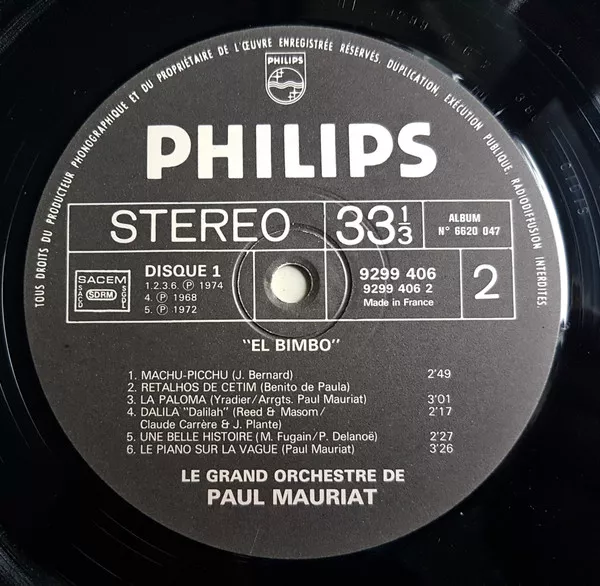 TOUS DROITS DU PRODUCTEUR PHONOGRAPHIQUE ET DU PROPRIÉTAIRE DE L'ŒUVRE ENREGISTRÉE RÉSERVÉS. DUPLICATION, EXÉCUTION PUBLIQUE, RADIODIFFUSION INTERDITES
PHILIPS
PHILIPS
STEREO 33 1/3 ALBUM
N° 6620 047
SACEM
SDRM
SACD
SGDL
DISQUE 1
1.2.3.6. Ⓟ 1974
4. Ⓟ 1968
5. Ⓟ 1972
9299 406
9299 406 2
Made in France
2
"EL BIMBO"
1. MACHU-PICCHU (J. Bernard) 2'49
2. RETALHOS DE CETIM (Benito de Paula)
3. LA PALOMA (Yradier/Arrgts. Paul Mauriat) 3'01
4. DALILA "Dalilah" (Reed & Masom/ 2'17
Claude Carrère & J. Plante)
5. UNE BELLE HISTOIRE (M. Fugain/P. Delanoë) 2'27
6. LE PIANO SUR LA VAGUE (Paul Mauriat) 3'26
LE GRAND ORCHESTRE DE
PAUL MAURIAT